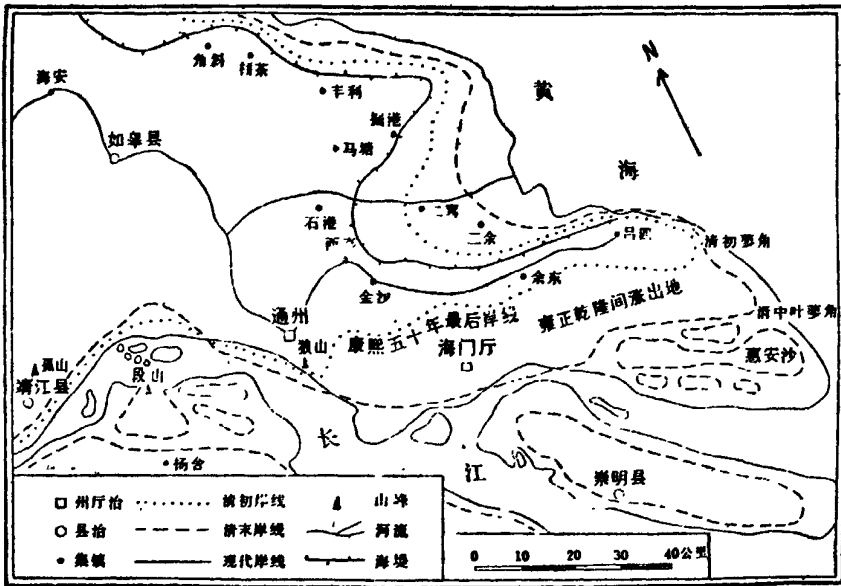 角斜
栟茶
海安
丰利
掘港
黄
海
N
如皋县
马塘
石港
二窎
二余
吕四
清初蓼角
西亭
金沙
余东
通州
狼山
康熙五十年最后岸线
雍正乾隆间涨出地
清中叶蓼角
海门厅
惠安沙
孤山
靖江县
段山
长
江
杨舍
崇明县
州厅治
清初岸线
山峰
县治
清末岸线
河流
集镇
现代岸线
海堤
0 10 20 30 40公里